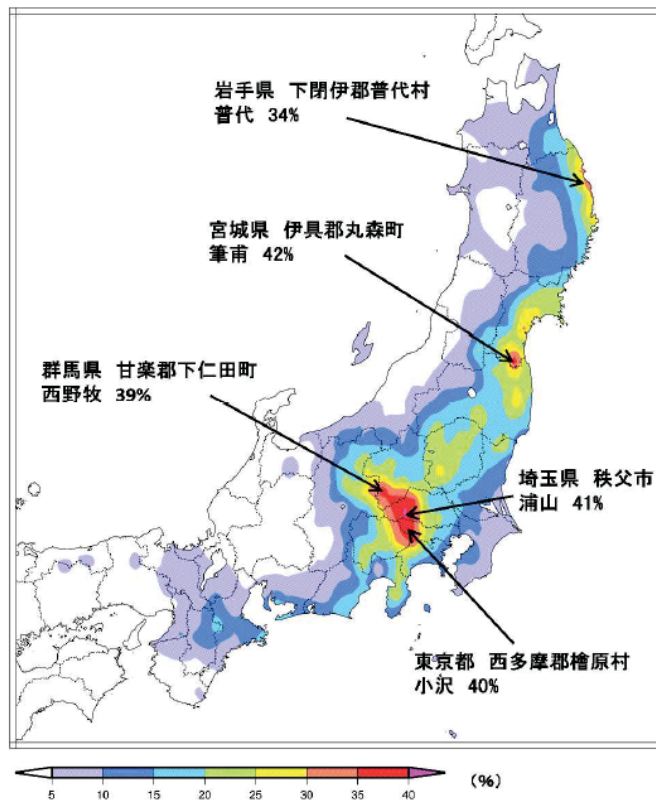 岩手県 下閉伊郡普代村
普代 34%
宮城県 伊具郡丸森町
筆甫 42%
群馬県 甘楽郡下仁田町
西野牧 39%
埼玉県 秩父市
浦山 41%
東京都 西多摩郡檜原村
小沢 40%
5 10 15 20 25 30 35 40 (%)